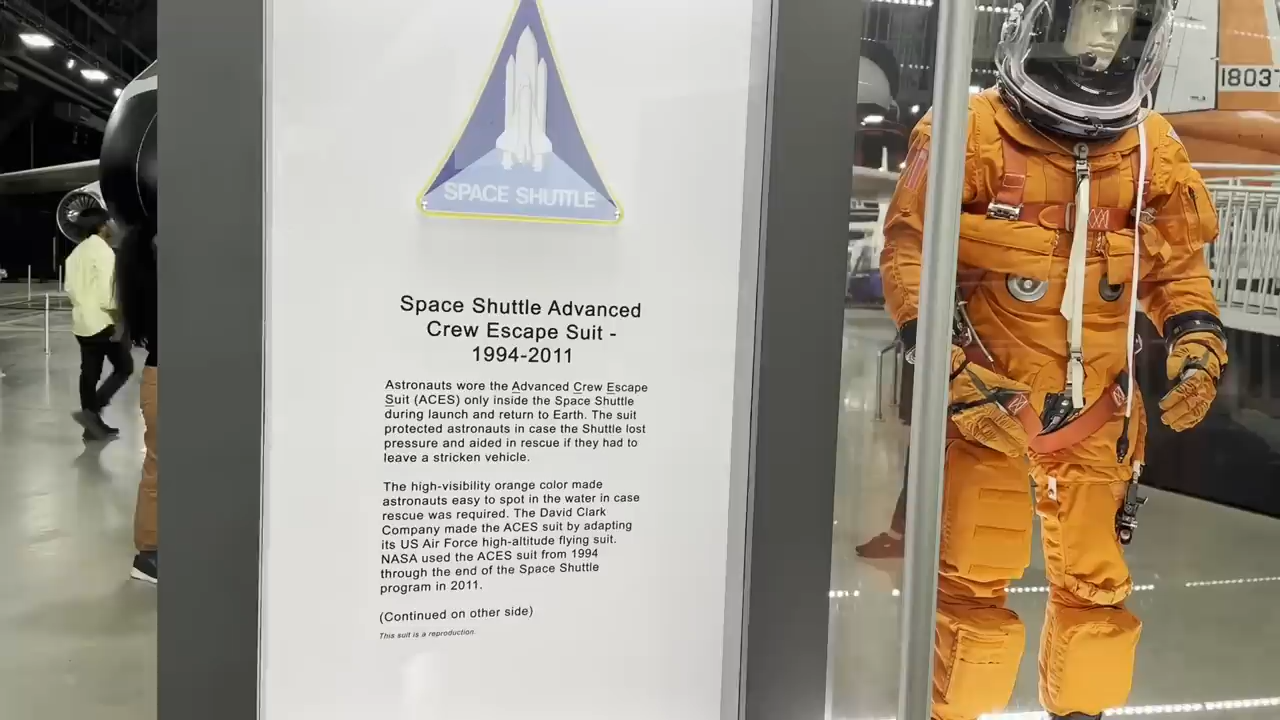 SPACE SHUTTLE
Space Shuttle Advanced
Crew Escape Suit -
1994-2011
Astronauts wore the Advanced Crew Escape
Suit (ACES) only inside the Space Shuttle
during launch and return to Earth. The suit
protected astronauts in case the Shuttle lost
pressure and aided in rescue if they had to
leave a stricken vehicle.
The high-visibility orange color made
astronauts easy to spot in the water in case
rescue was required. The David Clark
Company made the ACES suit by adapting
its US Air Force high-altitude flying suit.
NASA used the ACES suit from 1994
through the end of the Space Shuttle
program in 2011.
(Continued on other side)
This suit is a reproduction.
18037